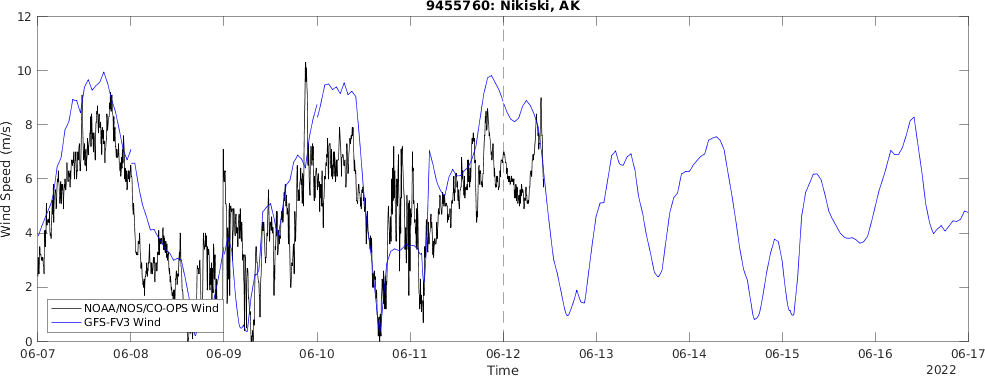 9455760: Nikiski, AK
12
10
8
6
4
2
0
Wind Speed (m/s)
NOAA/NOS/CO-OPS Wind
GFS-FV3 Wind
06-07 06-08 06-09 06-10 06-11 06-12 06-13 06-14 06-15 06-16 06-17
Time
2022